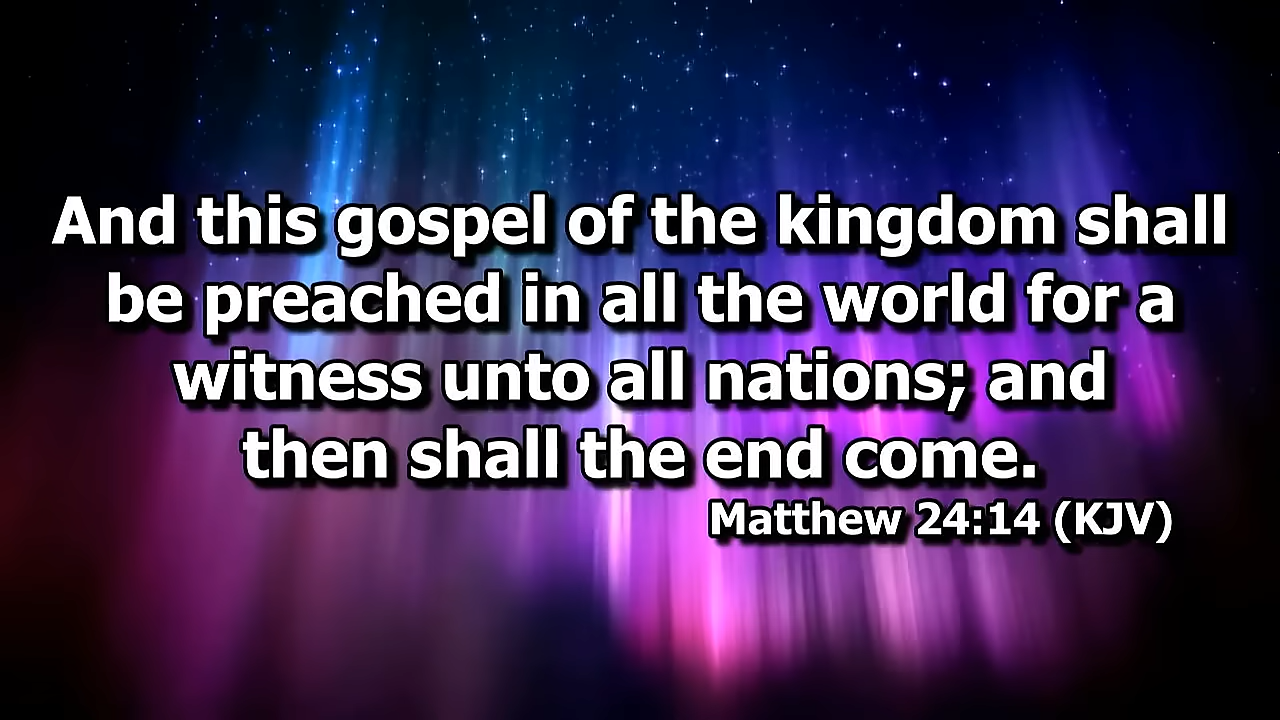 And this gospel of the kingdom shall
be preached in all the world for a
witness unto all nations; and
then shall the end come.
Matthew 24:14 (KJV)